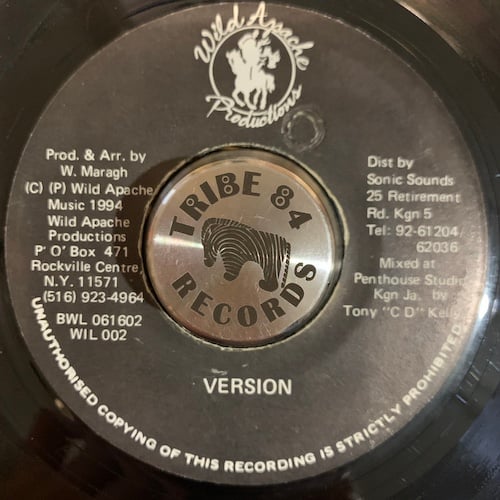 Wild Apache
Productions
Prod. & Arr. by
W. Maragh
(C) (P) Wild Apache
Music 1994
Wild Apache
Productions
P' O' Box 471
Rockville Centre,
N.Y. 11571
(516) 923-4964
BWL 061602
WIL 002
TRIBE 84
RECORDS
Dist by
Sonic Sounds
25 Retirement
Rd. Kgn 5
Tel: 92-61204
62036
Mixed at
Penthouse Studio
Kgn Ja. by
Tony "C D" Kelly
VERSION
UNAUTHORISED COPYING OF THIS RECORDING IS STRICTLY PROHIBITED